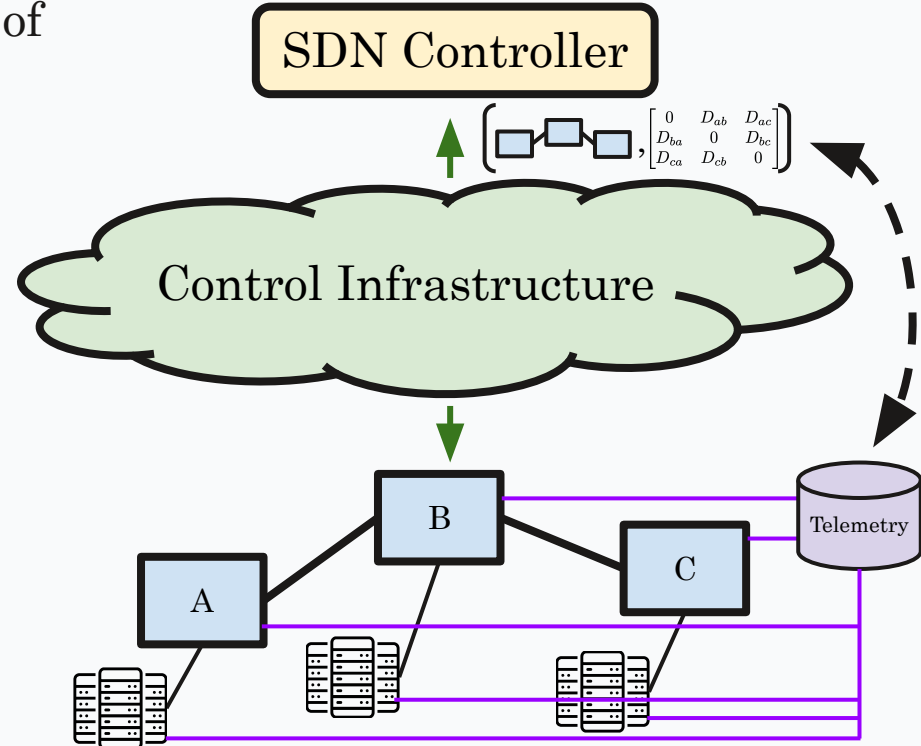 of
SDN Controller
( , [ 0 D_ab D_ac
D_ba 0 D_bc
D_ca D_cb 0 ] )
Control Infrastructure
B
Telemetry
C
A